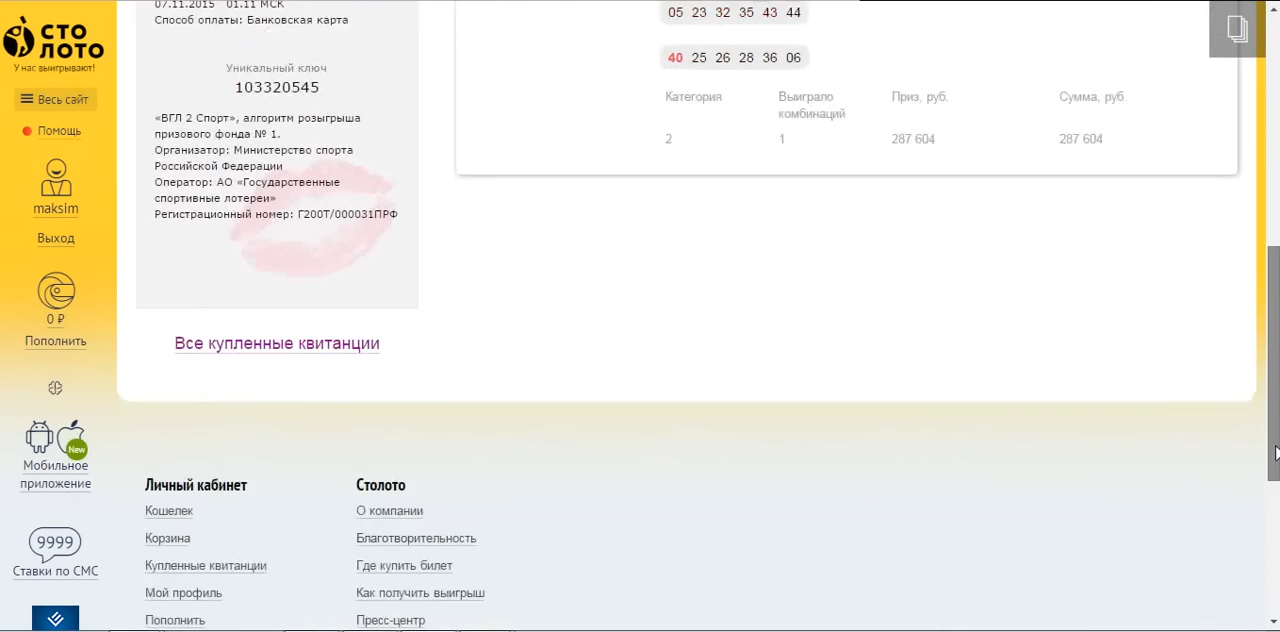 СТО
ЛОТО
У нас выигрывают!
Весь сайт
Помощь
maksim
Выход
0 ₽
Пополнить
New
Мобильное
приложение
9999
Ставки по СМС
07.11.2015 01:11 МСК
Способ оплаты: Банковская карта
Уникальный ключ
103320545
«ВГЛ 2 Спорт», алгоритм розыгрыша
призового фонда № 1.
Организатор: Министерство спорта
Российской Федерации
Оператор: АО «Государственные
спортивные лотереи»
Регистрационный номер: Г200Т/000031ПРФ
Все купленные квитанции
05 23 32 35 43 44
40 25 26 28 36 06
Категория Выиграло комбинаций Приз, руб. Сумма, руб.
2 1 287 604 287 604
Личный кабинет
Кошелек
Корзина
Купленные квитанции
Мой профиль
Пополнить
Столото
О компании
Благотворительность
Где купить билет
Как получить выигрыш
Пресс-центр